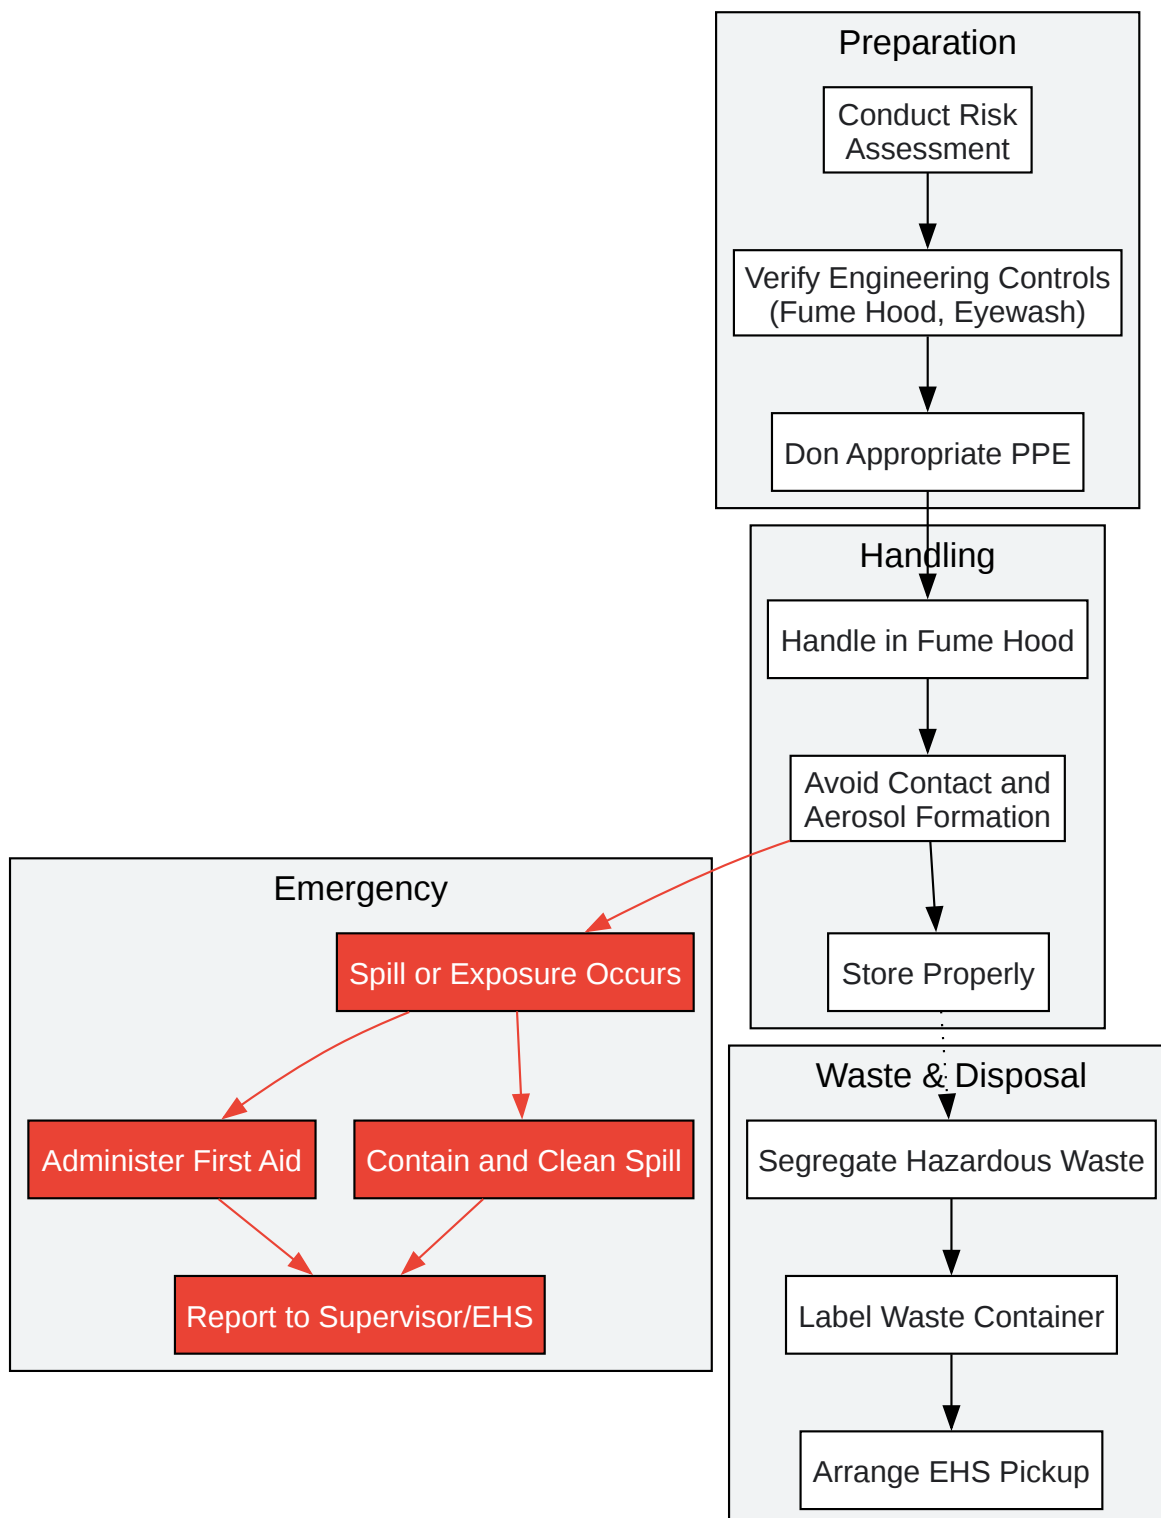 Preparation
Conduct Risk
Assessment
Verify Engineering Controls
(Fume Hood, Eyewash)
Don Appropriate PPE
Handling
Handle in Fume Hood
Avoid Contact and
Aerosol Formation
Store Properly
Emergency
Spill or Exposure Occurs
Administer First Aid
Contain and Clean Spill
Report to Supervisor/EHS
Waste & Disposal
Segregate Hazardous Waste
Label Waste Container
Arrange EHS Pickup